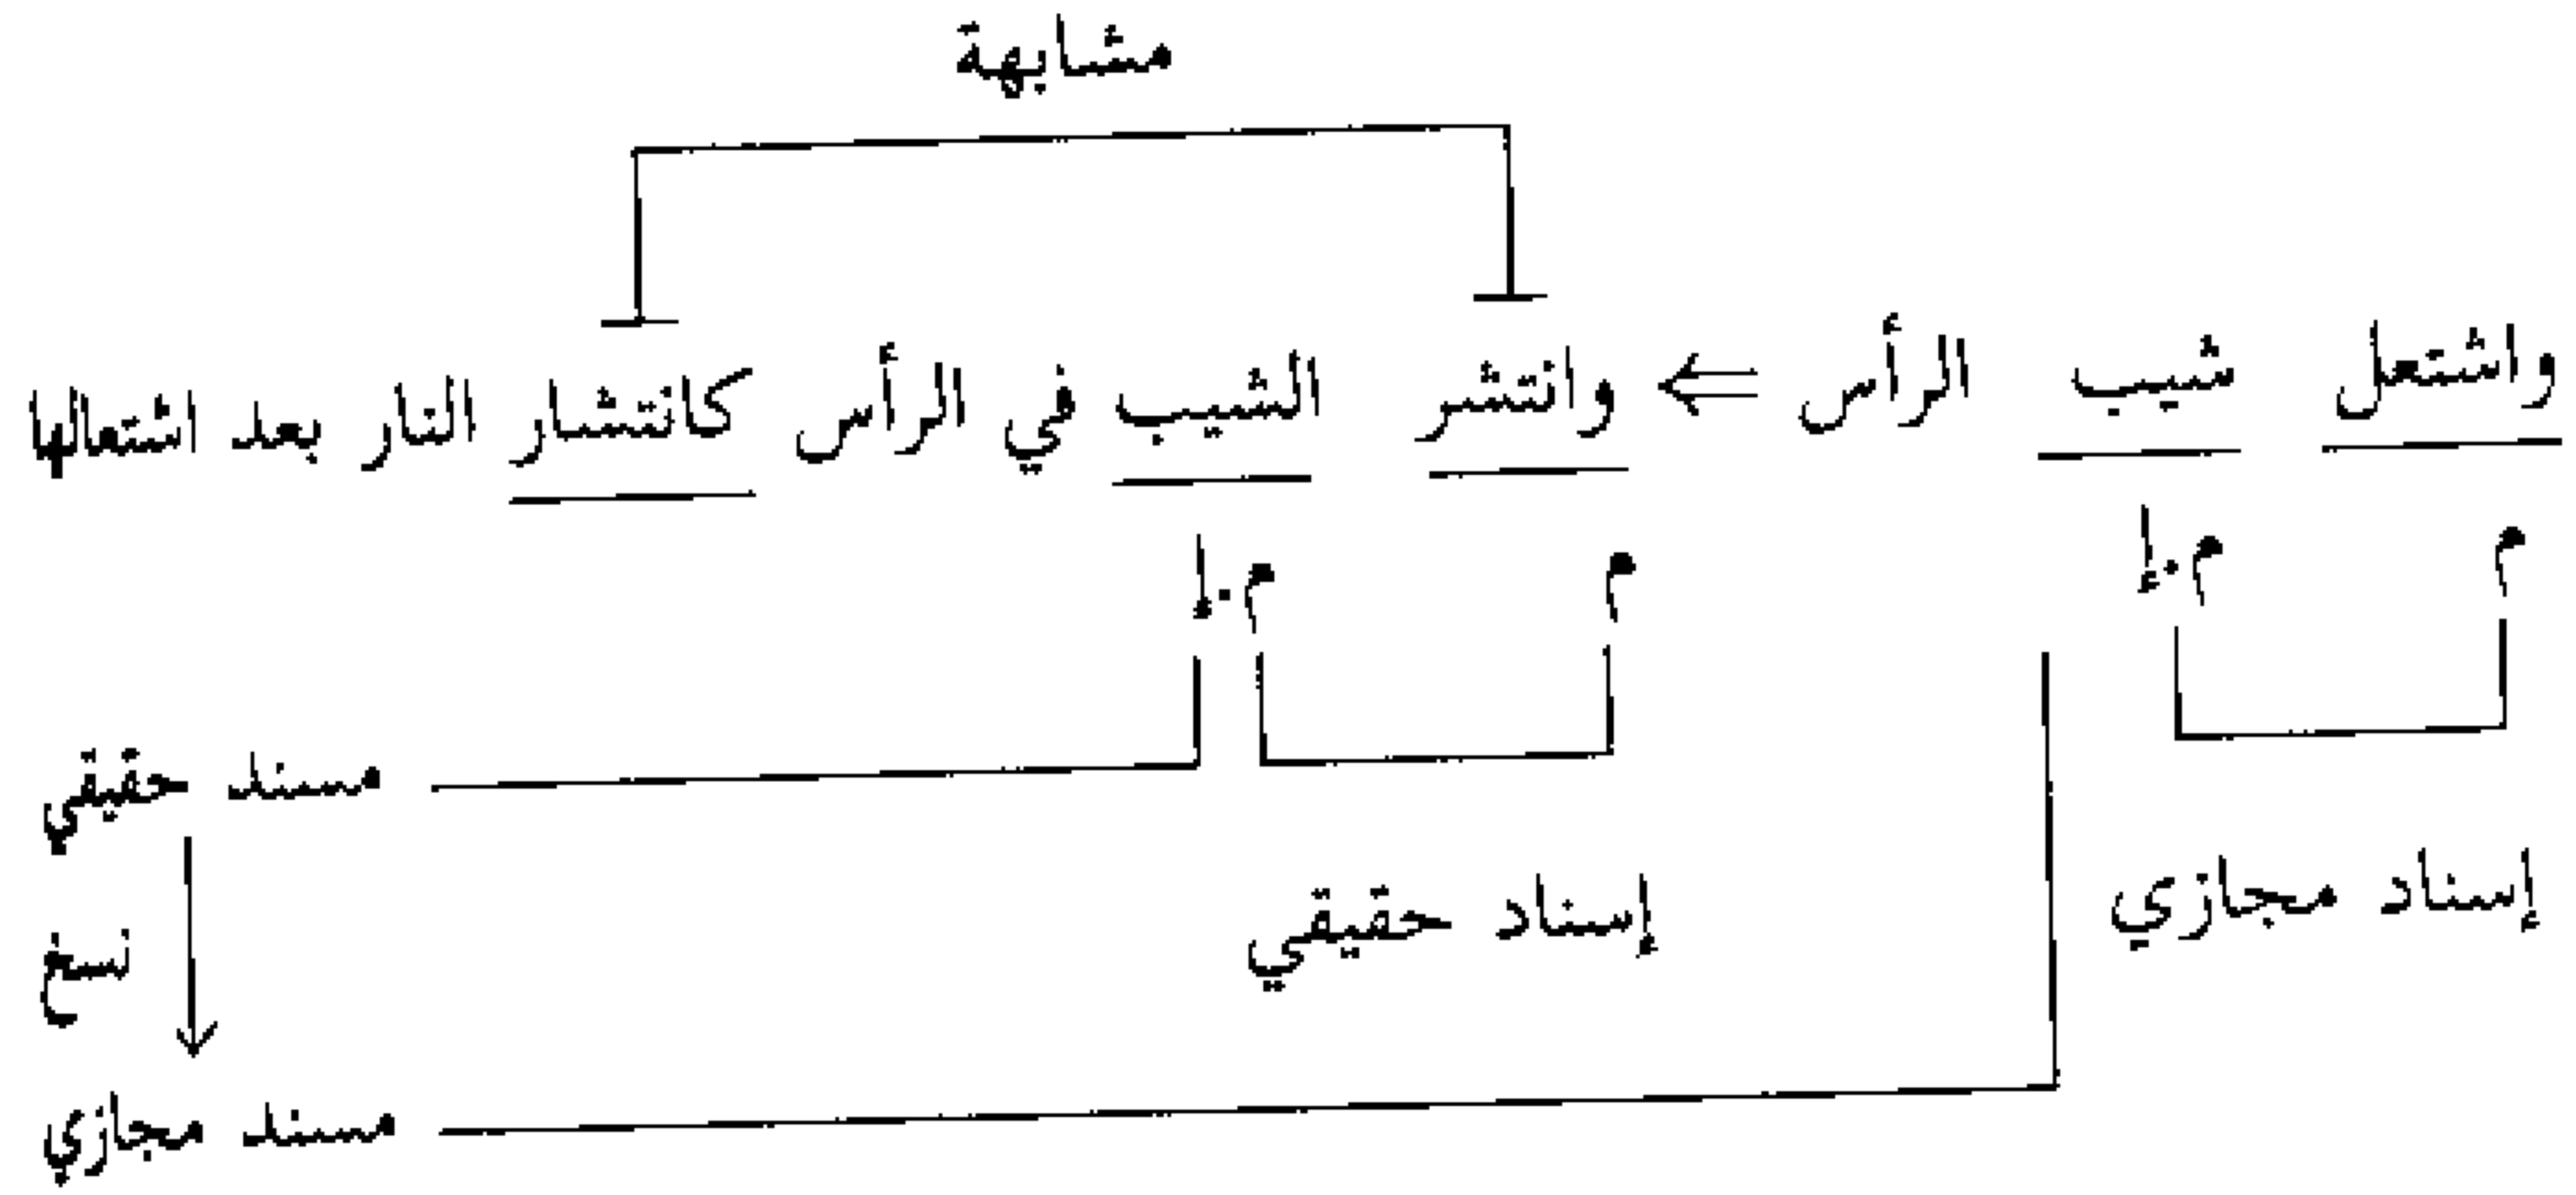 مشابهة
واشتعل شيب الرأس ⇐ وانتشر الشيب في الرأس كانتشار النار بعد اشتعالها
م م.إ م م.إ
مسند حقيقي
إسناد مجازي إسناد حقيقي
نسغ
مسند مجازي